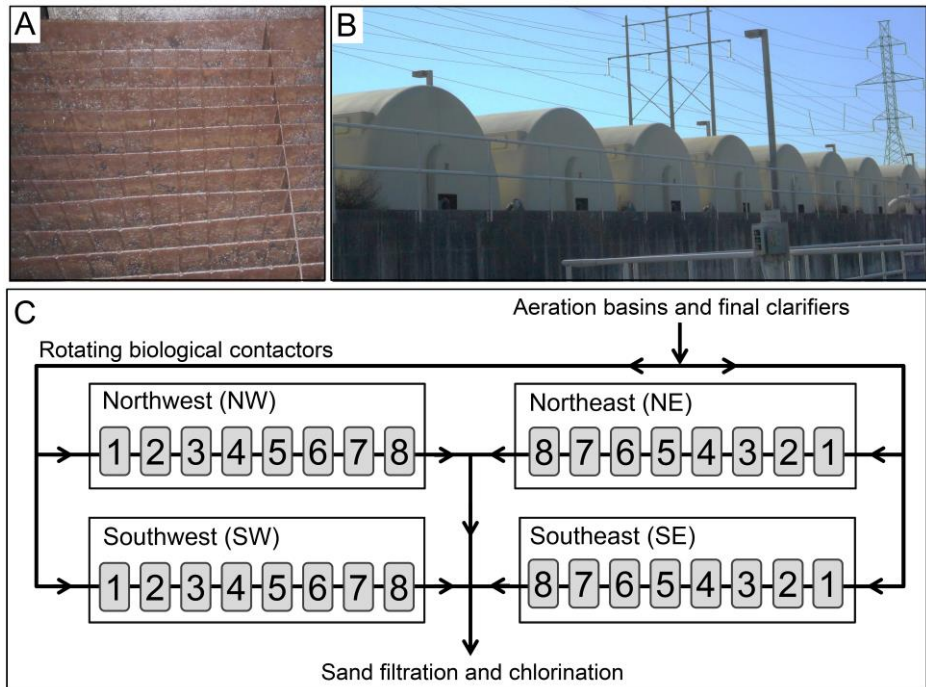 A
B
C
Aeration basins and final clarifiers
Rotating biological contactors
Northwest (NW)
1 2 3 4 5 6 7 8
Northeast (NE)
8 7 6 5 4 3 2 1
Southwest (SW)
1 2 3 4 5 6 7 8
Southeast (SE)
8 7 6 5 4 3 2 1
Sand filtration and chlorination